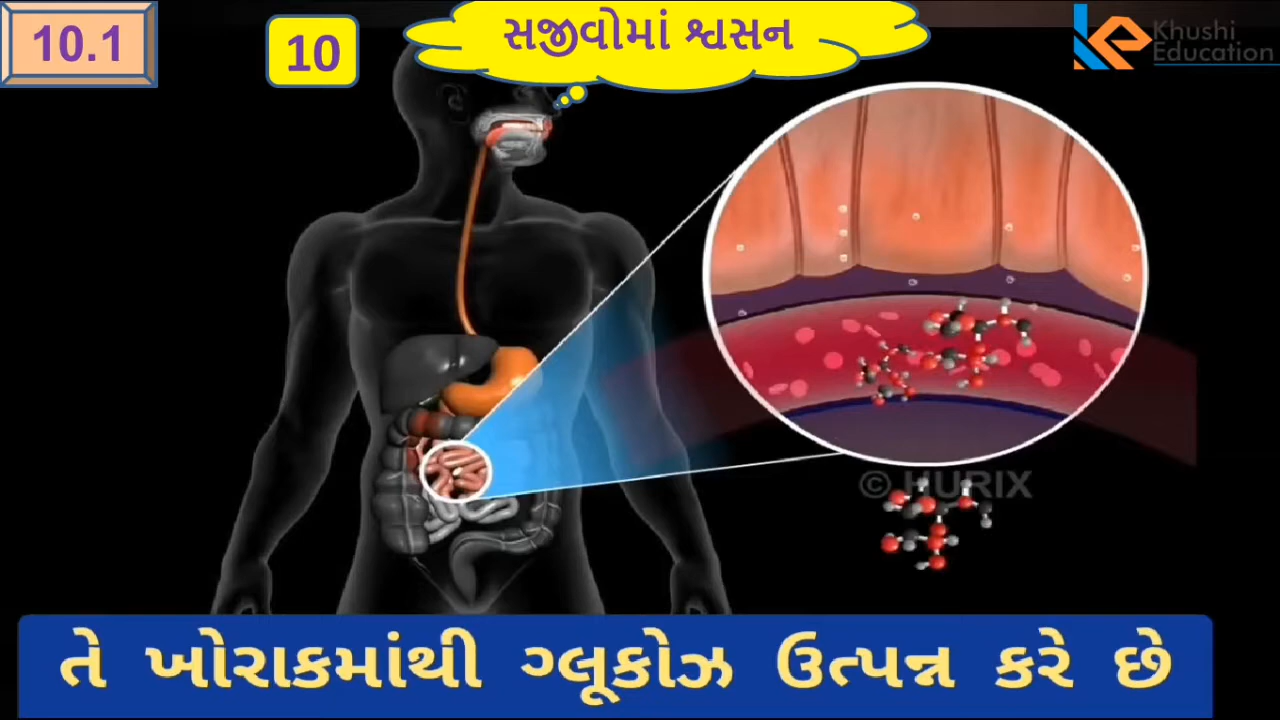 10.1
10
સજીવોમાં શ્વસન
Khushi
Education
© HURIX
તે ખોરાકમાંથી ગ્લૂકોઝ ઉત્પન્ન કરે છે